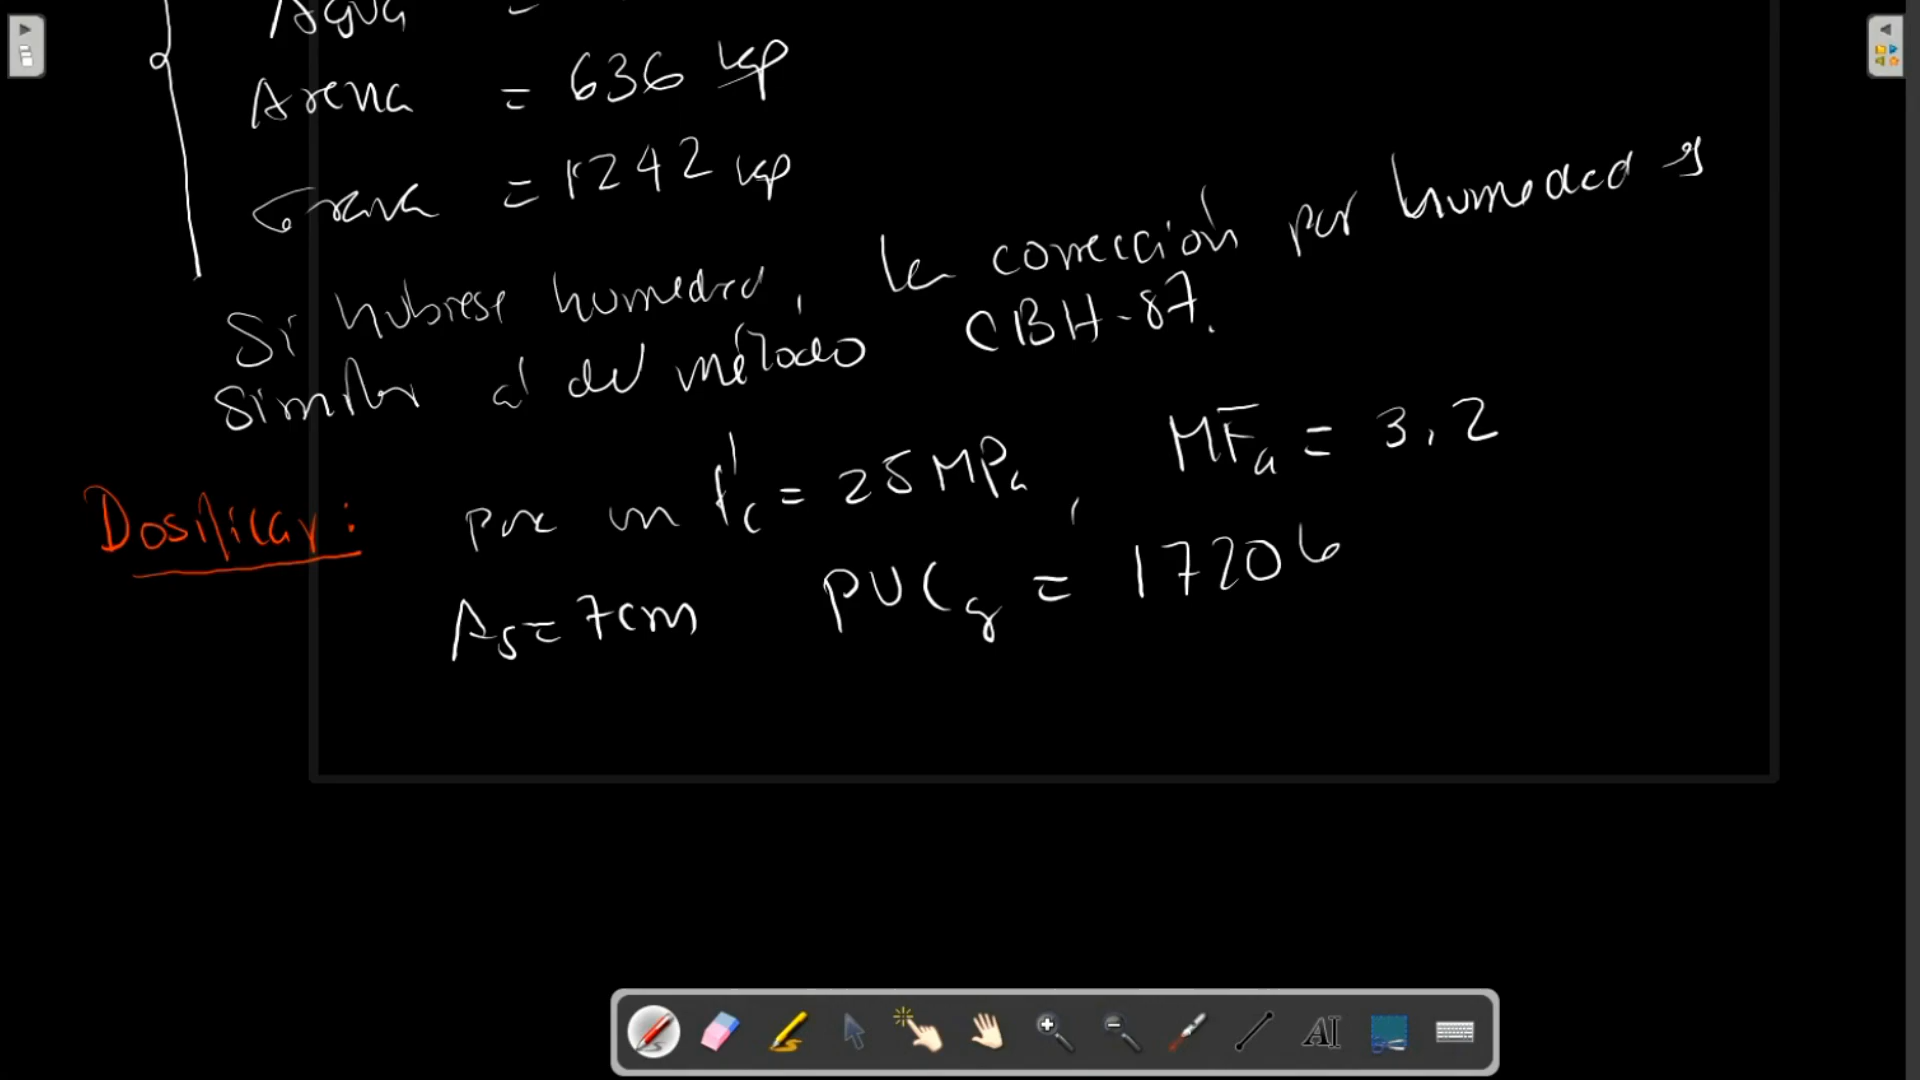 Agua =
Arena = 636 kp
Grava = 1242 kp
Si hubiese humedad, la corrección por humedad es
similar al del método CBH-87.
Dosificar: para un f'c = 25 MPa, MFa = 3,2
As = 7cm PUCg = 1720